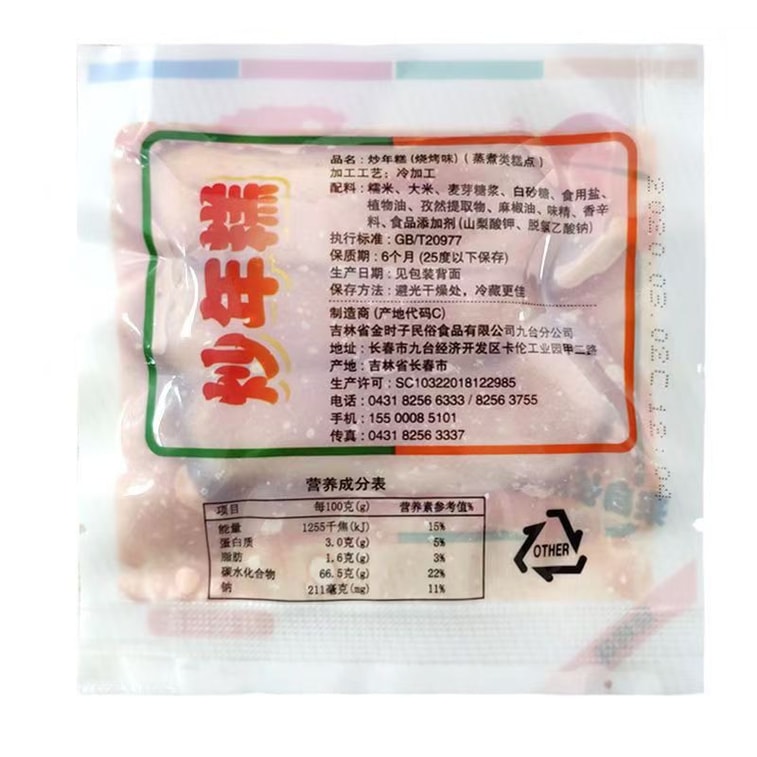 炒年糕
品名：炒年糕（烧烤味）（蒸煮类糕点）
加工工艺：冷加工
配料：糯米、大米、麦芽糖浆、白砂糖、食用盐、
植物油、孜然提取物、麻椒油、味精、香辛
料、食品添加剂（山梨酸钾、脱氢乙酸钠）
执行标准：GB/T20977
保质期：6个月（25度以下保存）
生产日期：见包装背面
保存方法：避光干燥处，冷藏更佳
制造商（产地代码C）
吉林省金时子民俗食品有限公司九台分公司
地址：长春市九台经济开发区卡伦工业园甲二路
产地：吉林省长春市
生产许可：SC10322018122985
电话：0431 8256 6333 / 8256 3755
手机：155 0008 5101
传真：0431 8256 3337
营养成分表
项目 每100克(g) 营养素参考值%
能量 1255千焦(kJ) 15%
蛋白质 3.0克(g) 5%
脂肪 1.6克(g) 3%
碳水化合物 66.5克(g) 22%
钠 211毫克(mg) 11%
OTHER